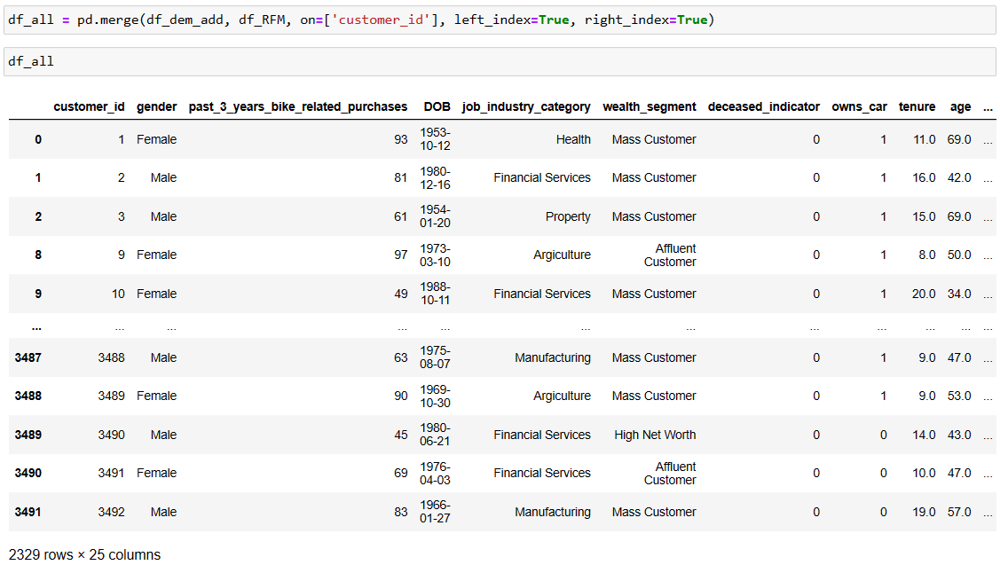 df_all = pd.merge(df_dem_add, df_RFM, on=['customer_id'], left_index=True, right_index=True)
df_all
customer_id gender past_3_years_bike_related_purchases DOB job_industry_category wealth_segment deceased_indicator owns_car tenure age ...
0 1 Female 93 1953-10-12 Health Mass Customer 0 1 11.0 69.0 ...
1 2 Male 81 1980-12-16 Financial Services Mass Customer 0 1 16.0 42.0 ...
2 3 Male 61 1954-01-20 Property Mass Customer 0 1 15.0 69.0 ...
8 9 Female 97 1973-03-10 Argiculture Affluent Customer 0 1 8.0 50.0 ...
9 10 Female 49 1988-10-11 Financial Services Mass Customer 0 1 20.0 34.0 ...
... ... ... ... ... ... ... ... ... ... ... ...
3487 3488 Male 63 1975-08-07 Manufacturing Mass Customer 0 1 9.0 47.0 ...
3488 3489 Female 90 1969-10-30 Argiculture Mass Customer 0 1 9.0 53.0 ...
3489 3490 Male 45 1980-06-21 Financial Services High Net Worth 0 0 14.0 43.0 ...
3490 3491 Female 69 1976-04-03 Financial Services Affluent Customer 0 0 10.0 47.0 ...
3491 3492 Male 83 1966-01-27 Manufacturing Mass Customer 0 0 19.0 57.0 ...
2329 rows × 25 columns